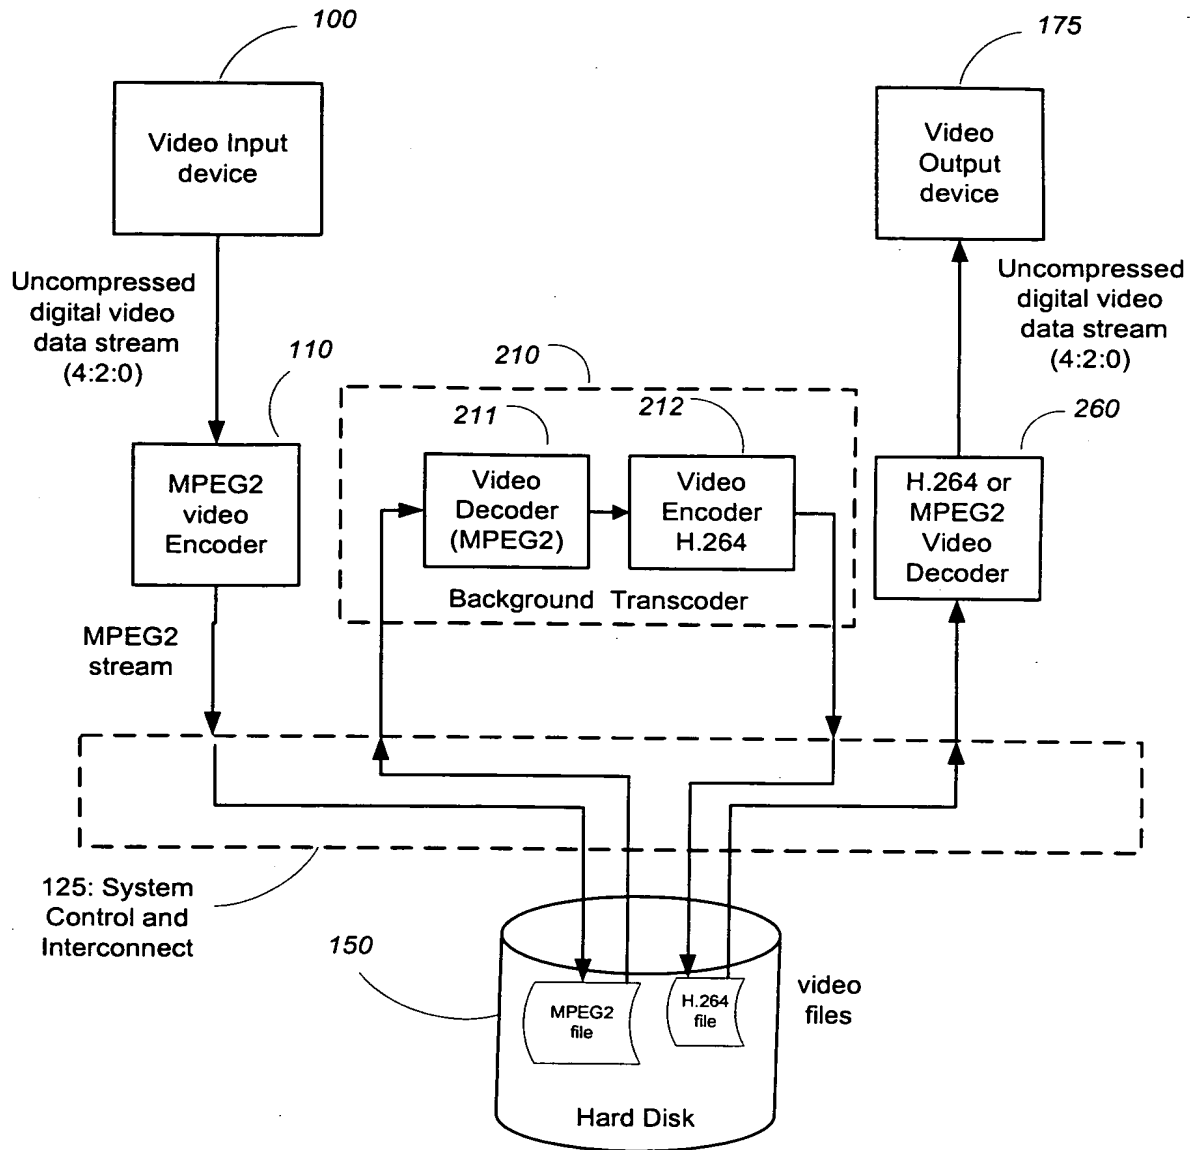 100
175
Video Input
device
Video
Output
device
Uncompressed
digital video
data stream
(4:2:0)
Uncompressed
digital video
data stream
(4:2:0)
110
210
211
212
260
MPEG2
video
Encoder
Video
Decoder
(MPEG2)
Video
Encoder
H.264
H.264 or
MPEG2
Video
Decoder
Background Transcoder
MPEG2
stream
125: System
Control and
Interconnect
150
MPEG2
file
H.264
file
video
files
Hard Disk